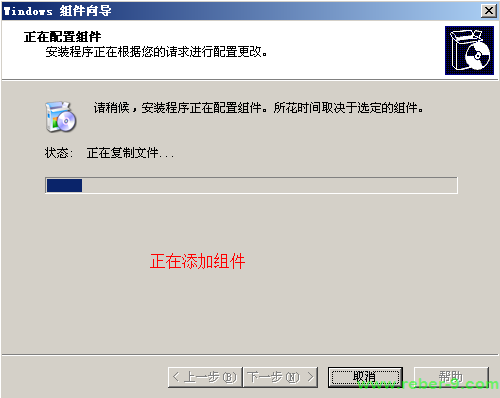 Windows 组件向导
正在配置组件
安装程序正在根据您的请求进行配置更改。
请稍候，安装程序正在配置组件。所花时间取决于选定的组件。
状态: 正在复制文件...
正在添加组件
< 上一步(B) 下一步(N) > 取消 帮助